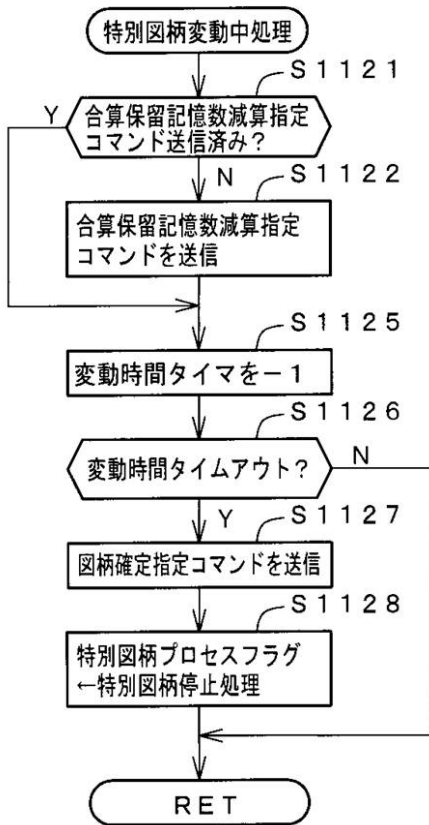 特別図柄変動中処理
S1121
Y
合算保留記憶数減算指定
コマンド送信済み?
N
S1122
合算保留記憶数減算指定
コマンドを送信
S1125
変動時間タイマを-1
S1126
変動時間タイムアウト?
N
Y
S1127
図柄確定指定コマンドを送信
S1128
特別図柄プロセスフラグ
←特別図柄停止処理
RET